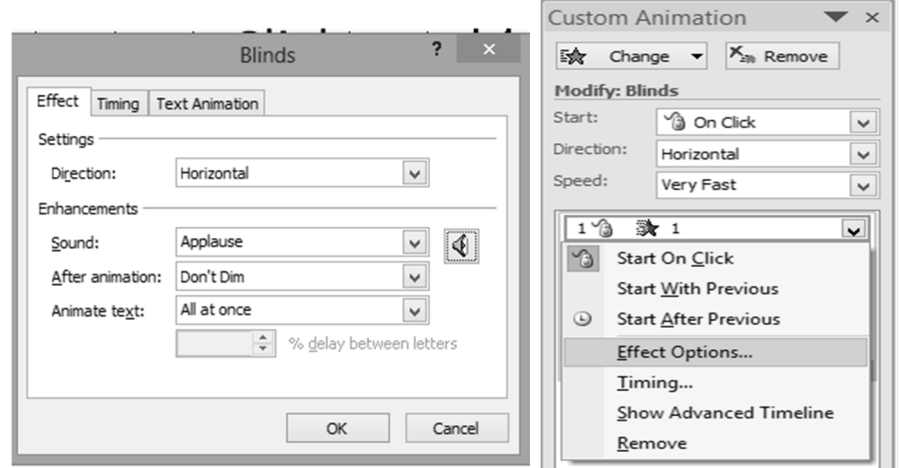 Blinds ? ×
Effect Timing Text Animation
Settings
Direction: Horizontal
Enhancements
Sound: Applause
After animation: Don't Dim
Animate text: All at once
% delay between letters
OK Cancel
Custom Animation ×
Change Remove
Modify: Blinds
Start: On Click
Direction: Horizontal
Speed: Very Fast
1 1
Start On Click
Start With Previous
Start After Previous
Effect Options...
Timing...
Show Advanced Timeline
Remove